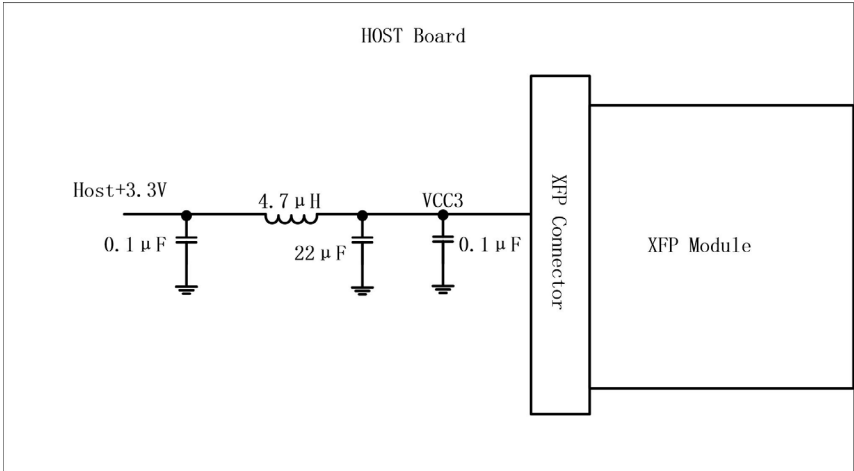 HOST Board
Host+3.3V
4.7μH
VCC3
0.1μF
22μF
0.1μF
XFP Connector
XFP Module